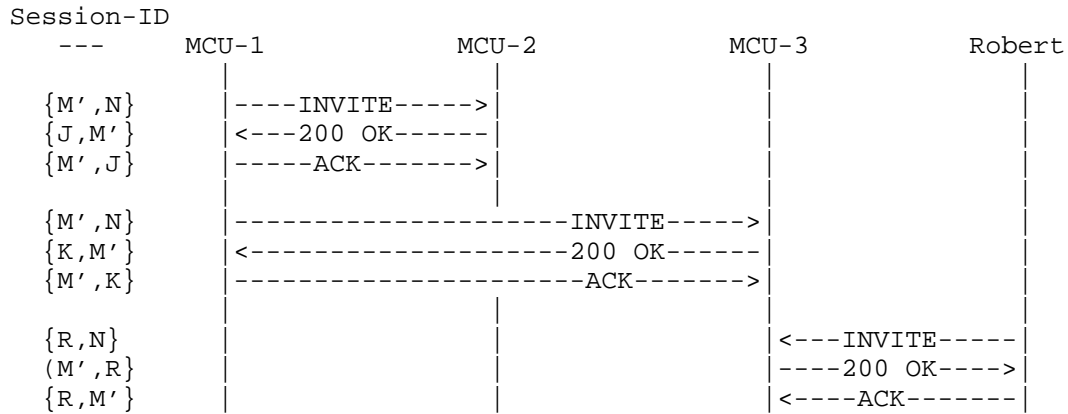 Session-ID
---     MCU-1             MCU-2             MCU-3           Robert
|                 |                 |                |
{M',N}    |----INVITE----->|                 |                |
{J,M'}    |<---200 OK------|                 |                |
{M',J}    |-----ACK------->|                 |                |
|                 |                 |                |
{M',N}    |---------------------INVITE----->|                |
{K,M'}    |<--------------------200 OK------|                |
{M',K}    |----------------------ACK------->|                |
|                 |                 |                |
{R,N}     |                 |                 |<---INVITE-----|
(M',R}    |                 |                 |----200 OK---->|
{R,M'}    |                 |                 |<----ACK-------|